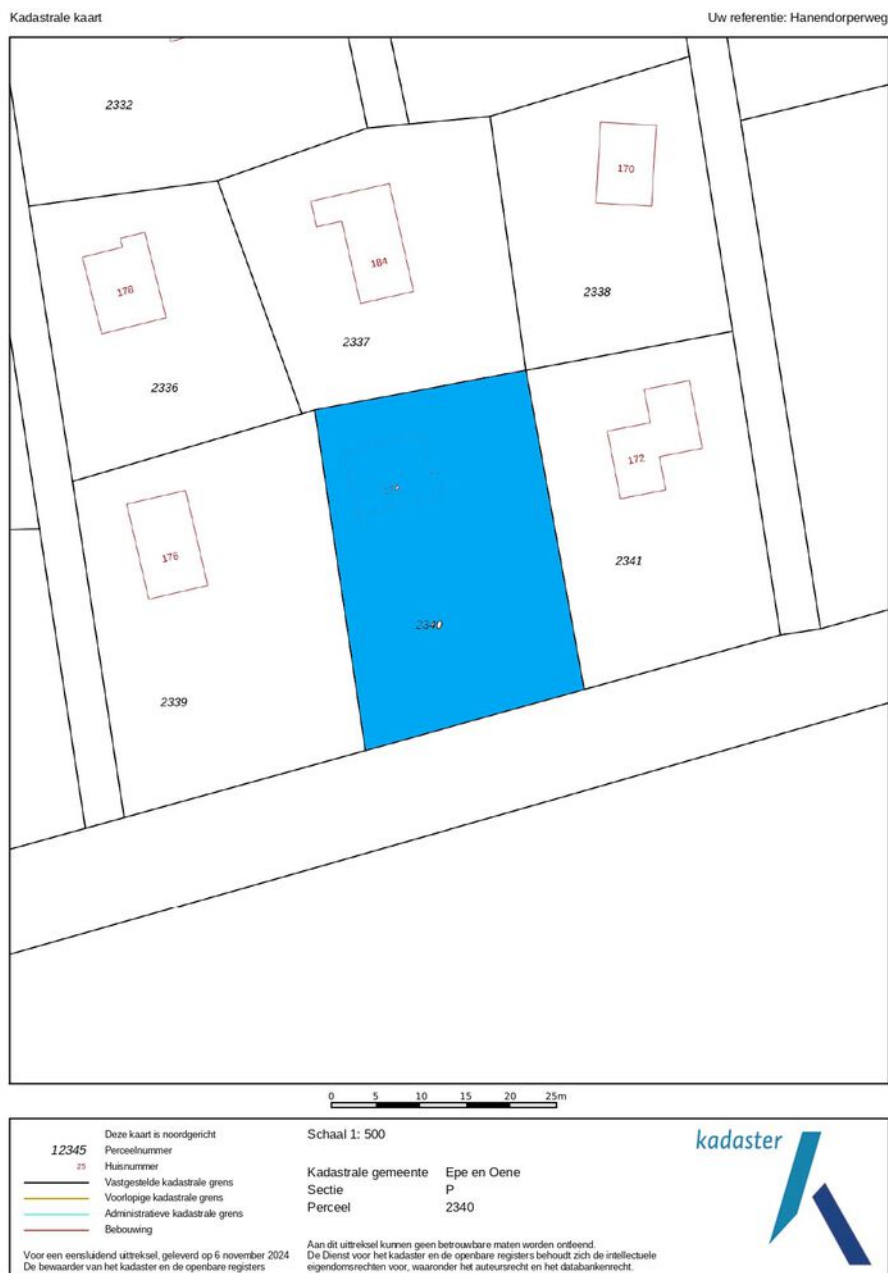 Kadastrale kaart
Uw referentie: Hanendorperweg
2332
170
184
178
2338
2337
2336
172
176
2341
2340
2339
0 5 10 15 20 25m
Deze kaart is noordgericht
12345 Perceelnummer
25 Huisnummer
Vastgestelde kadastrale grens
Voorlopige kadastrale grens
Administratieve kadastrale grens
Bebouwing
Voor een eensluidend uittreksel, geleverd op 6 november 2024
De bewaarder van het kadaster en de openbare registers
Schaal 1: 500
Kadastrale gemeente Epe en Oene
Sectie P
Perceel 2340
Aan dit uittreksel kunnen geen betrouwbare maten worden ontleend.
De Dienst voor het kadaster en de openbare registers behoudt zich de intellectuele
eigendomsrechten voor, waaronder het auteursrecht en het databankenrecht.
kadaster